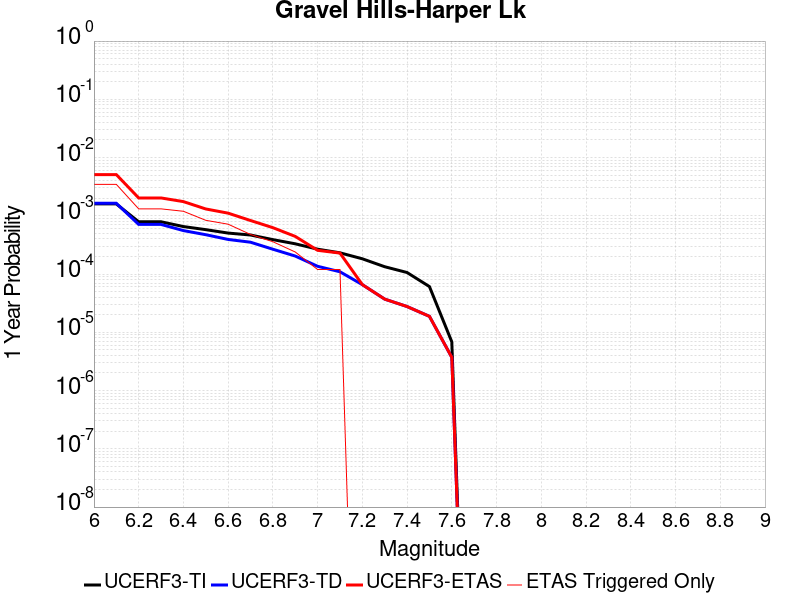 Gravel Hills-Harper Lk
10^0
10^-1
10^-2
10^-3
10^-4
10^-5
10^-6
10^-7
10^-8
1 Year Probability
6 6.2 6.4 6.6 6.8 7 7.2 7.4 7.6 7.8 8 8.2 8.4 8.6 8.8 9
Magnitude
UCERF3-TI UCERF3-TD UCERF3-ETAS ETAS Triggered Only